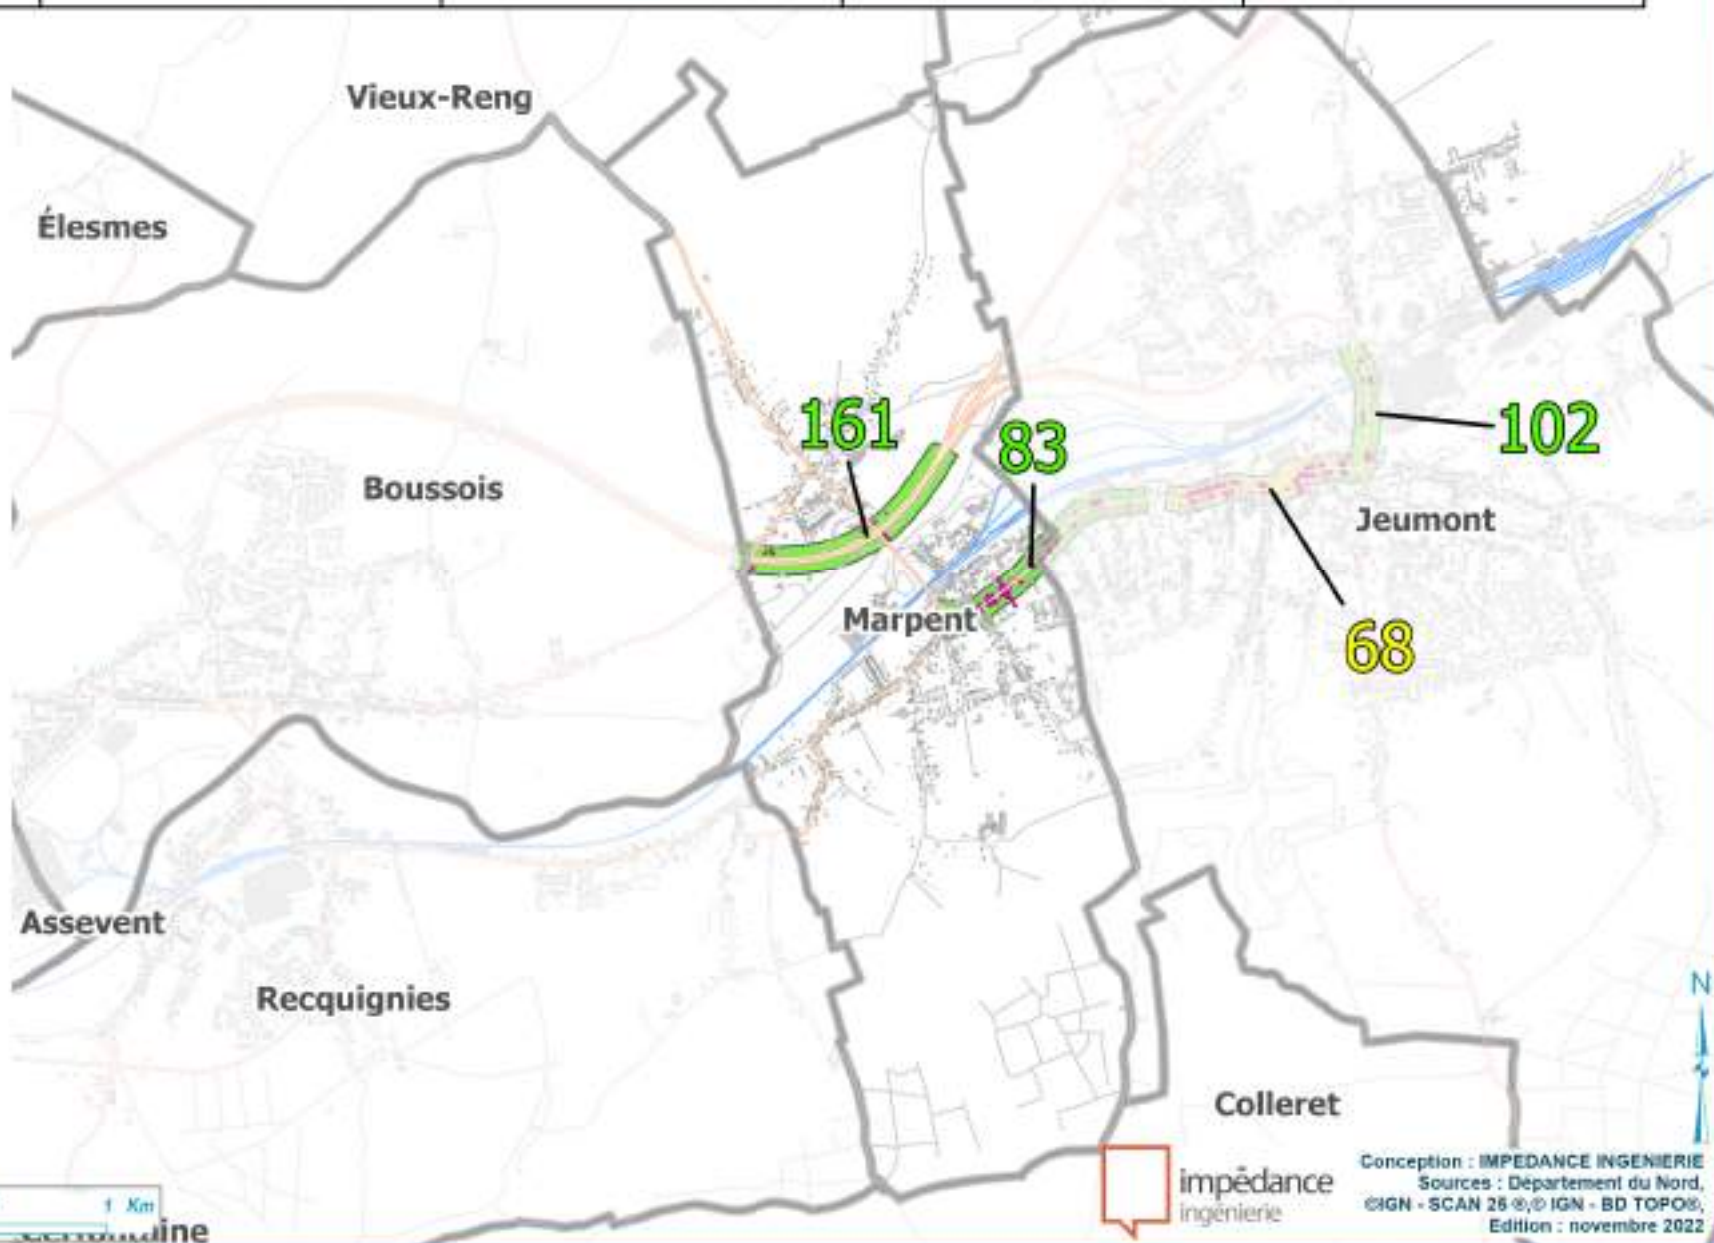 Vieux-Reng
Élesmes
161
83
102
Boussois
Jeumont
Marpent
68
Assevent
Recquignies
N
Colleret
1 Km
impédance
ingénierie
Conception : IMPEDANCE INGENIERIE
Sources : Département du Nord,
©IGN - SCAN 25 ®,© IGN - BD TOPO®,
Edition : novembre 2022